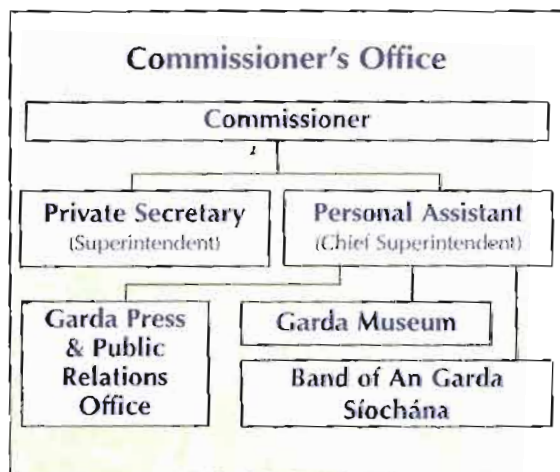 Commissioner's Office
Commissioner
Private Secretary
(Superintendent)
Personal Assistant
(Chief Superintendent)
Garda Press
& Public
Relations
Office
Garda Museum
Band of An Garda
Síochána